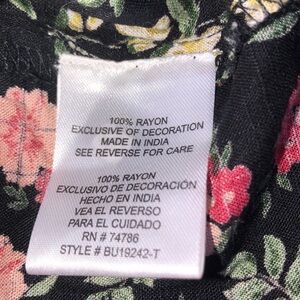 100% RAYON
EXCLUSIVE OF DECORATION
MADE IN INDIA
SEE REVERSE FOR CARE
100% RAYON
EXCLUSIVO DE DECORACIÓN
HECHO EN INDIA
VEA EL REVERSO
PARA EL CUIDADO
RN # 74786
STYLE # BU19242-T